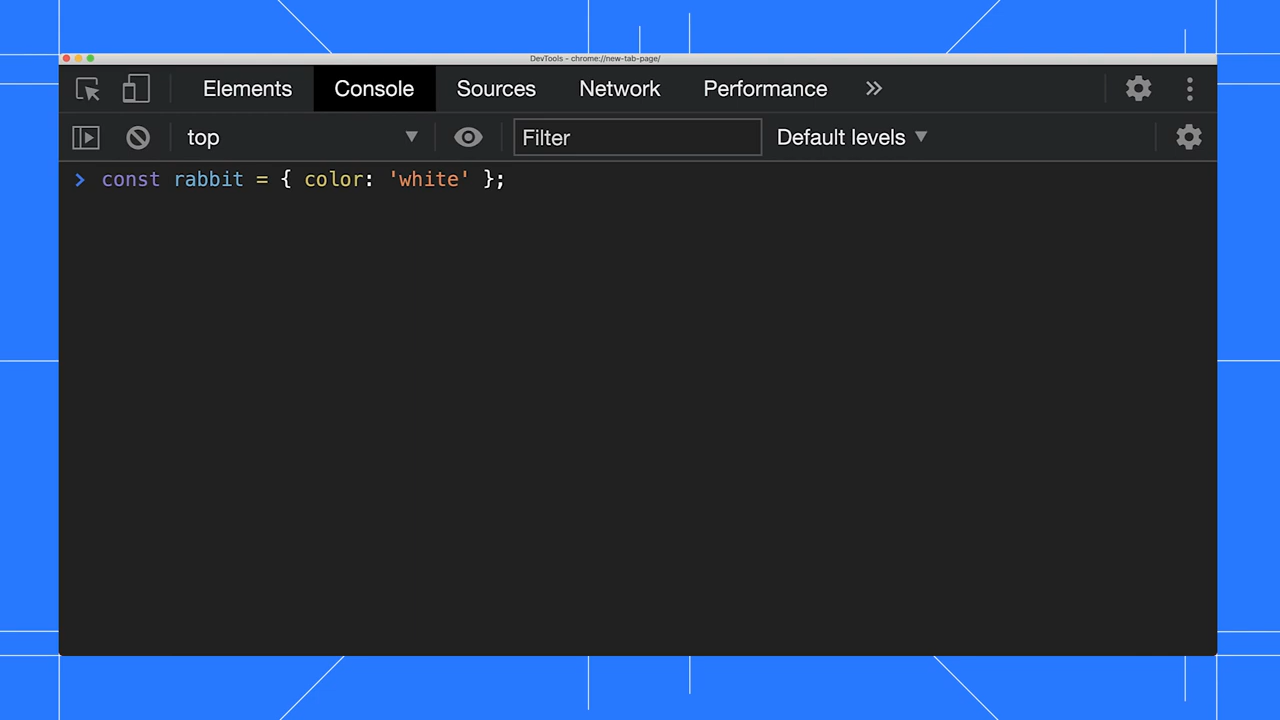 DevTools - chrome://new-tab-page/
Elements Console Sources Network Performance »
top ▼ Filter Default levels ▼
> const rabbit = { color: 'white' };